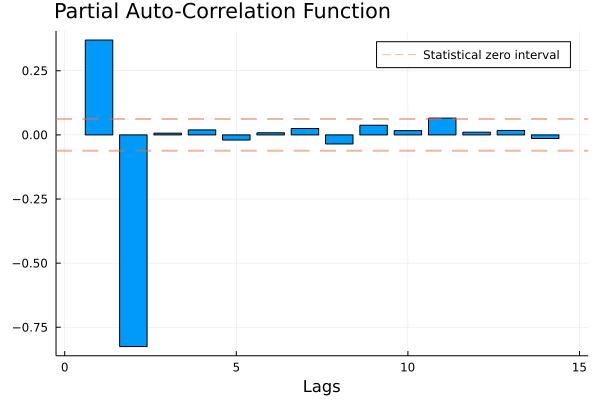 Partial Auto-Correlation Function
Statistical zero interval
0.25
0.00
−0.25
−0.50
−0.75
0 5 10 15
Lags